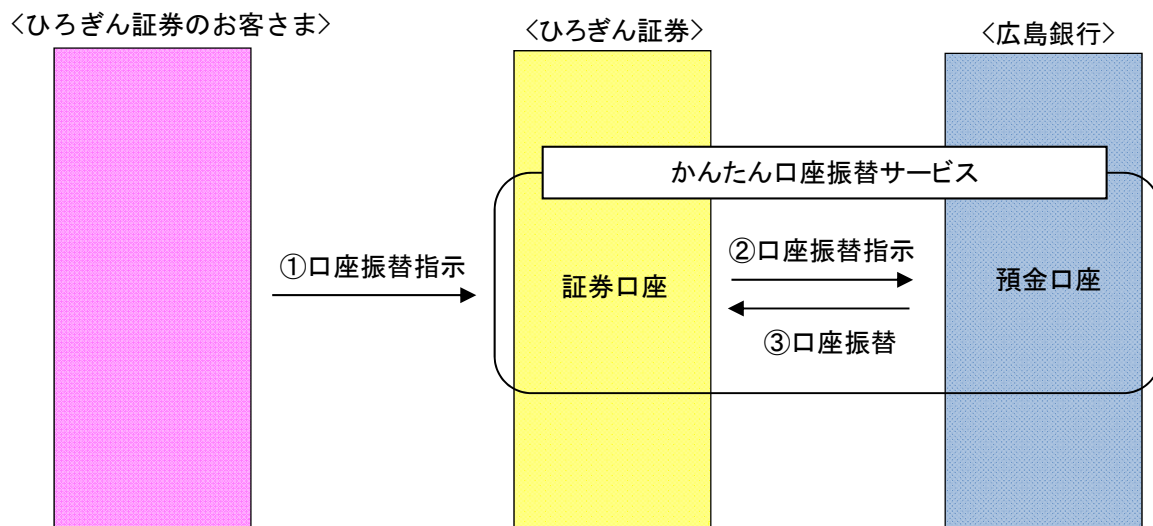 〈ひろぎん証券のお客さま〉
〈ひろぎん証券〉
〈広島銀行〉
かんたん口座振替サービス
①口座振替指示
証券口座
②口座振替指示
③口座振替
預金口座